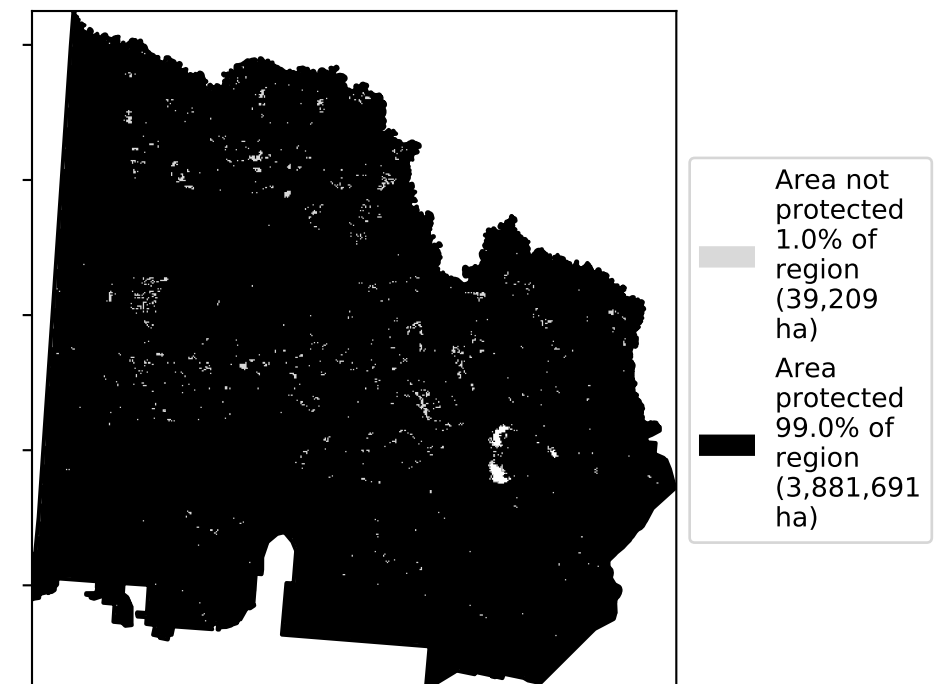 Area not
protected
1.0% of
region
(39,209
ha)
Area
protected
99.0% of
region
(3,881,691
ha)